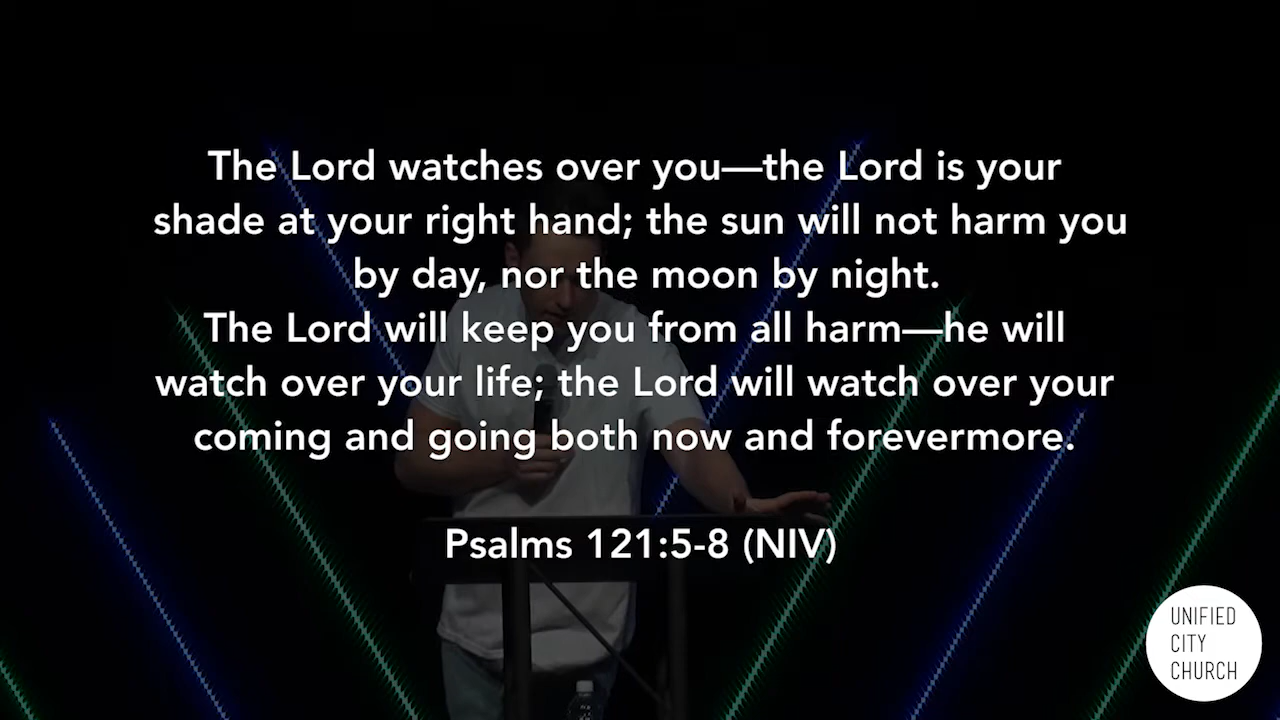 The Lord watches over you—the Lord is your
shade at your right hand; the sun will not harm you
by day, nor the moon by night.
The Lord will keep you from all harm—he will
watch over your life; the Lord will watch over your
coming and going both now and forevermore.
Psalms 121:5-8 (NIV)
UNIFIED
CITY
CHURCH